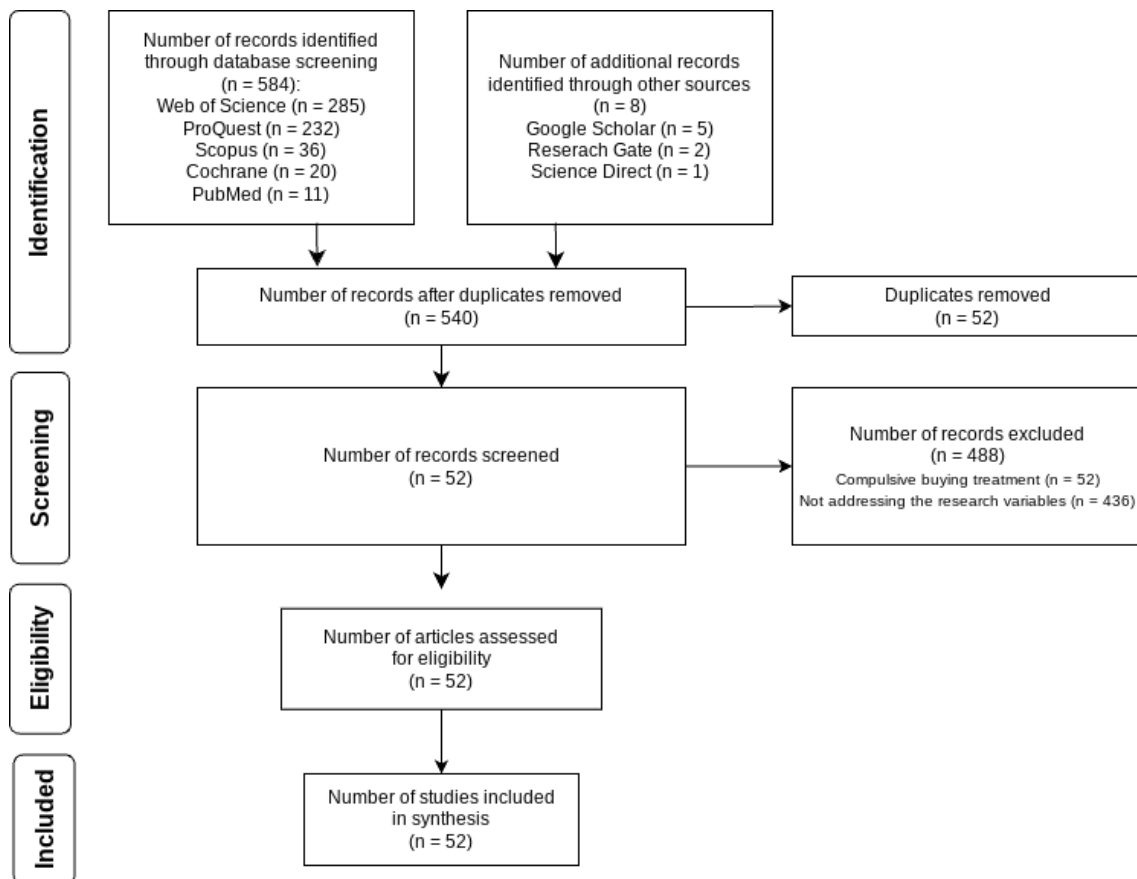 Identification
Number of records identified
through database screening
(n = 584):
Web of Science (n = 285)
ProQuest (n = 232)
Scopus (n = 36)
Cochrane (n = 20)
PubMed (n = 11)
Number of additional records
identified through other sources
(n = 8)
Google Scholar (n = 5)
Reserach Gate (n = 2)
Science Direct (n = 1)
Number of records after duplicates removed
(n = 540)
Duplicates removed
(n = 52)
Screening
Number of records screened
(n = 52)
Number of records excluded
(n = 488)
Compulsive buying treatment (n = 52)
Not addressing the research variables (n = 436)
Eligibility
Number of articles assessed
for eligibility
(n = 52)
Included
Number of studies included
in synthesis
(n = 52)